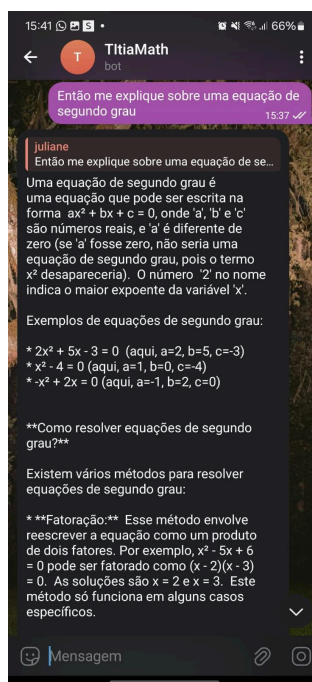 15:41
66%
TItiaMath
bot
Então me explique sobre uma equação de
segundo grau
15:37
juliane
Então me explique sobre uma equação de se...
Uma equação de segundo grau é
uma equação que pode ser escrita na
forma  ax² + bx + c = 0, onde 'a', 'b' e 'c'
são números reais, e 'a' é diferente de
zero (se 'a' fosse zero, não seria uma
equação de segundo grau, pois o termo
x² desapareceria).  O número  '2' no nome
indica o maior expoente da variável 'x'.
Exemplos de equações de segundo grau:
* 2x² + 5x - 3 = 0  (aqui, a=2, b=5, c=-3)
* x² - 4 = 0 (aqui, a=1, b=0, c=-4)
* -x² + 2x = 0 (aqui, a=-1, b=2, c=0)
**Como resolver equações de segundo
grau?**
Existem vários métodos para resolver
equações de segundo grau:
* **Fatoração:**  Esse método envolve
reescrever a equação como um produto
de dois fatores. Por exemplo, x² - 5x + 6
= 0 pode ser fatorado como (x - 2)(x - 3)
= 0.  As soluções são x = 2 e x = 3.  Este
método só funciona em alguns casos
específicos.
Mensagem